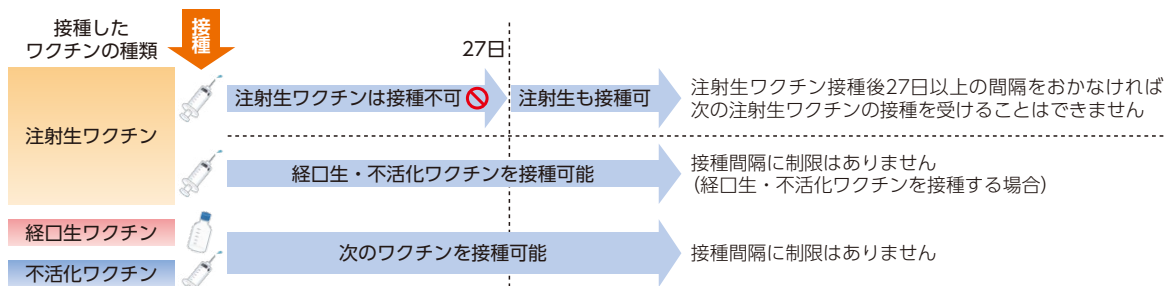 接種した
ワクチンの種類
接種
27日
注射生ワクチン
注射生ワクチンは接種不可
注射生も接種可
注射生ワクチン接種後27日以上の間隔をおかなければ
次の注射生ワクチンの接種を受けることはできません
経口生・不活化ワクチンを接種可能
接種間隔に制限はありません
（経口生・不活化ワクチンを接種する場合）
経口生ワクチン
不活化ワクチン
次のワクチンを接種可能
接種間隔に制限はありません